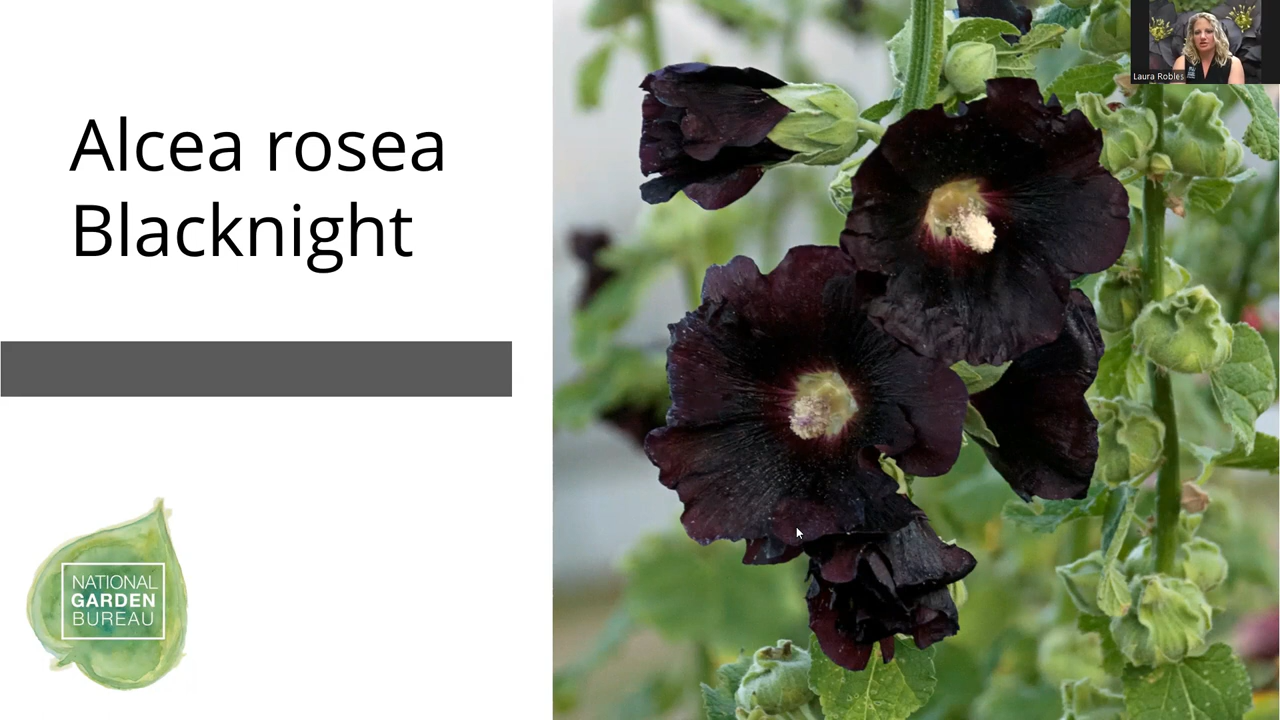 Alcea rosea
Blacknight
NATIONAL
GARDEN
BUREAU
Laura Robles